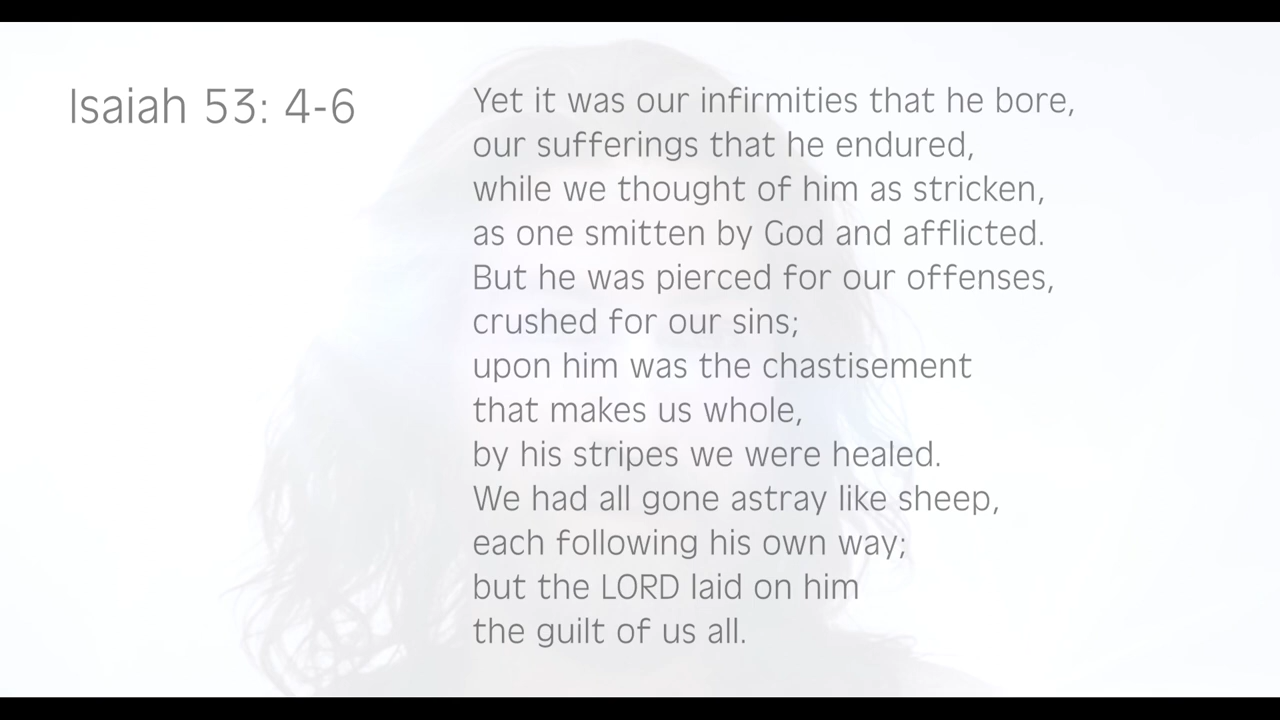 Isaiah 53: 4-6
Yet it was our infirmities that he bore,
our sufferings that he endured,
while we thought of him as stricken,
as one smitten by God and afflicted.
But he was pierced for our offenses,
crushed for our sins;
upon him was the chastisement
that makes us whole,
by his stripes we were healed.
We had all gone astray like sheep,
each following his own way;
but the LORD laid on him
the guilt of us all.